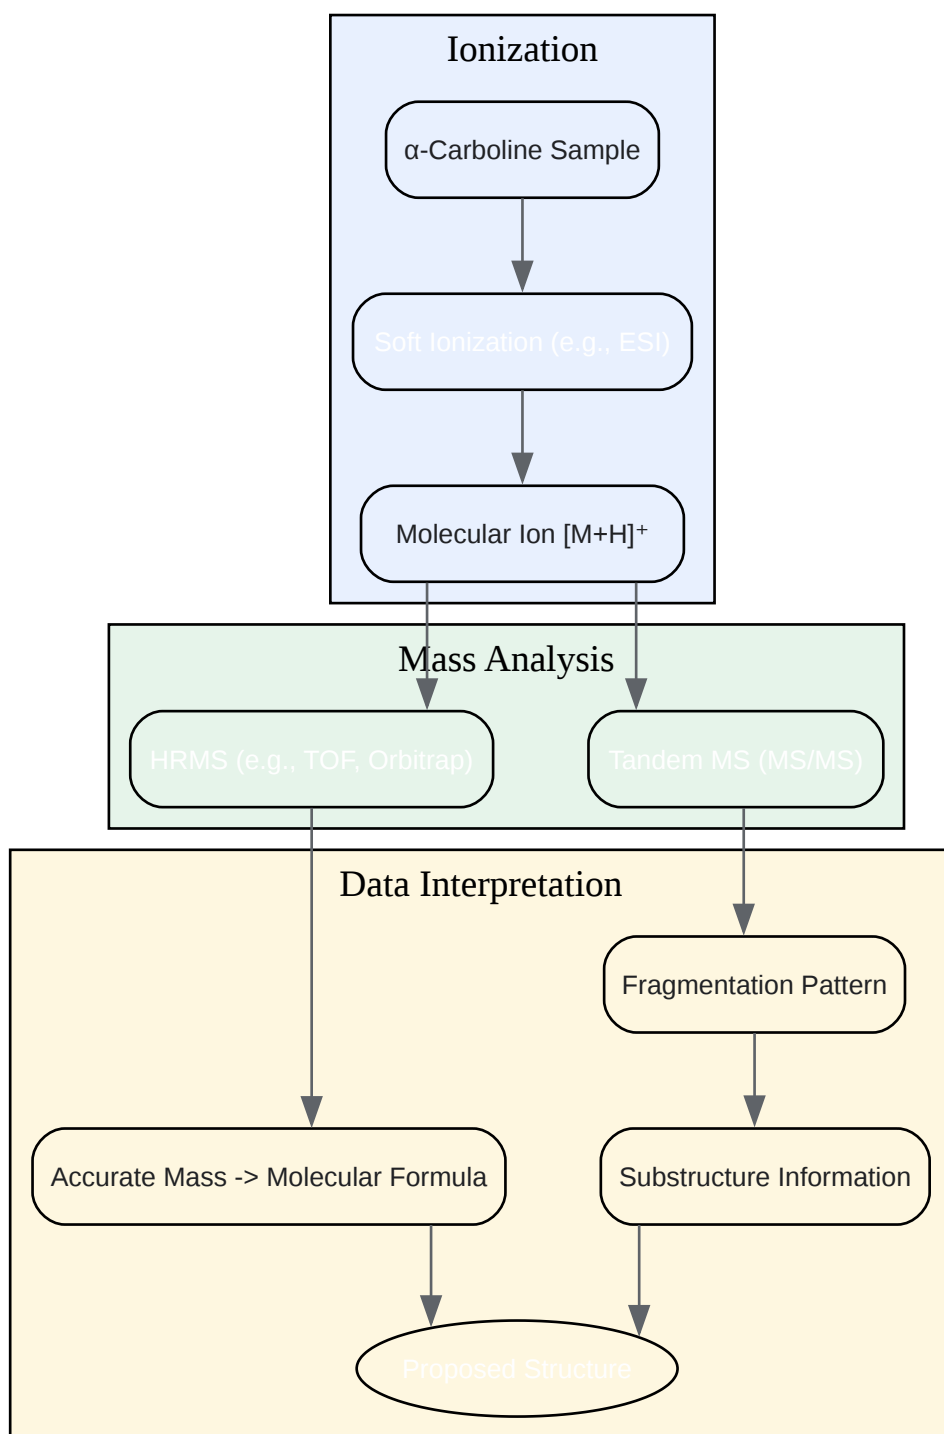 Ionization
α-Carboline Sample
Soft Ionization (e.g., ESI)
Molecular Ion [M+H]⁺
Mass Analysis
HRMS (e.g., TOF, Orbitrap)
Tandem MS (MS/MS)
Data Interpretation
Fragmentation Pattern
Accurate Mass -> Molecular Formula
Substructure Information
Proposed Structure